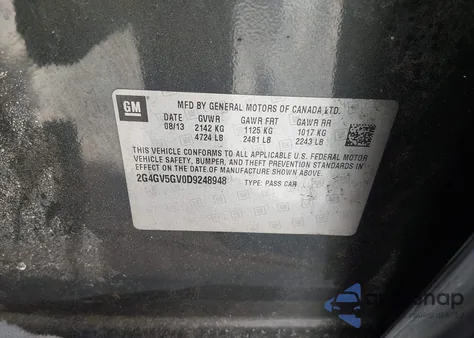 GM
MFD BY GENERAL MOTORS OF CANADA LTD.
DATE GVWR GAWR FRT GAWR RR
08/13 2142 KG 1125 KG 1017 KG
4724 LB 2481 LB 2243 LB
THIS VEHICLE CONFORMS TO ALL APPLICABLE U.S. FEDERAL MOTOR
VEHICLE SAFETY, BUMPER, AND THEFT PREVENTION STANDARDS IN
EFFECT ON THE DATE OF MANUFACTURE SHOWN ABOVE.
2G4GV5GV0D9248948 TYPE: PASS CAR